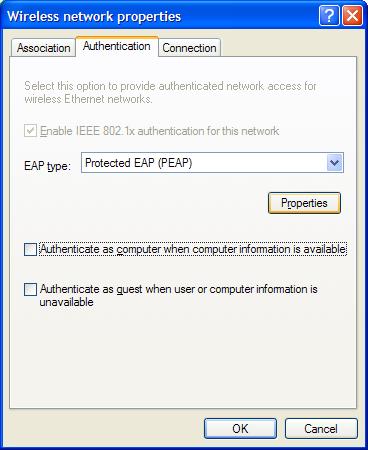 Wireless network properties
Association Authentication Connection
Select this option to provide authenticated network access for
wireless Ethernet networks.
Enable IEEE 802.1x authentication for this network
EAP type: Protected EAP (PEAP)
Properties
Authenticate as computer when computer information is available
Authenticate as guest when user or computer information is
unavailable
OK Cancel